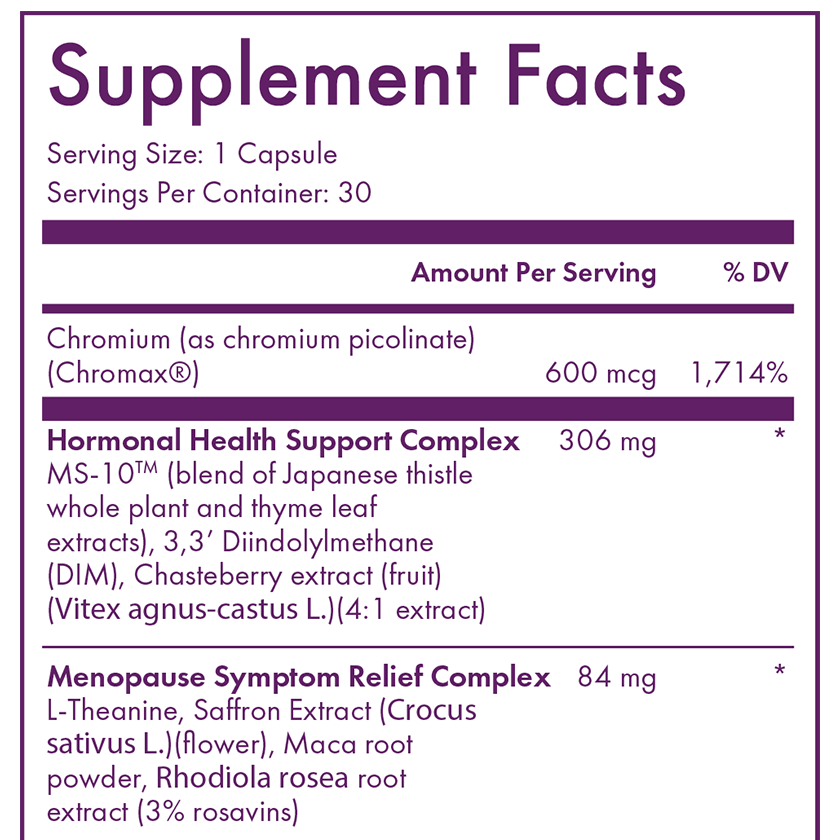 Supplement Facts
Serving Size: 1 Capsule
Servings Per Container: 30
Amount Per Serving % DV
Chromium (as chromium picolinate)
(Chromax®) 600 mcg 1,714%
Hormonal Health Support Complex 306 mg *
MS-10™ (blend of Japanese thistle
whole plant and thyme leaf
extracts), 3,3’ Diindolylmethane
(DIM), Chasteberry extract (fruit)
(Vitex agnus-castus L.)(4:1 extract)
Menopause Symptom Relief Complex 84 mg *
L-Theanine, Saffron Extract (Crocus
sativus L.)(flower), Maca root
powder, Rhodiola rosea root
extract (3% rosavins)